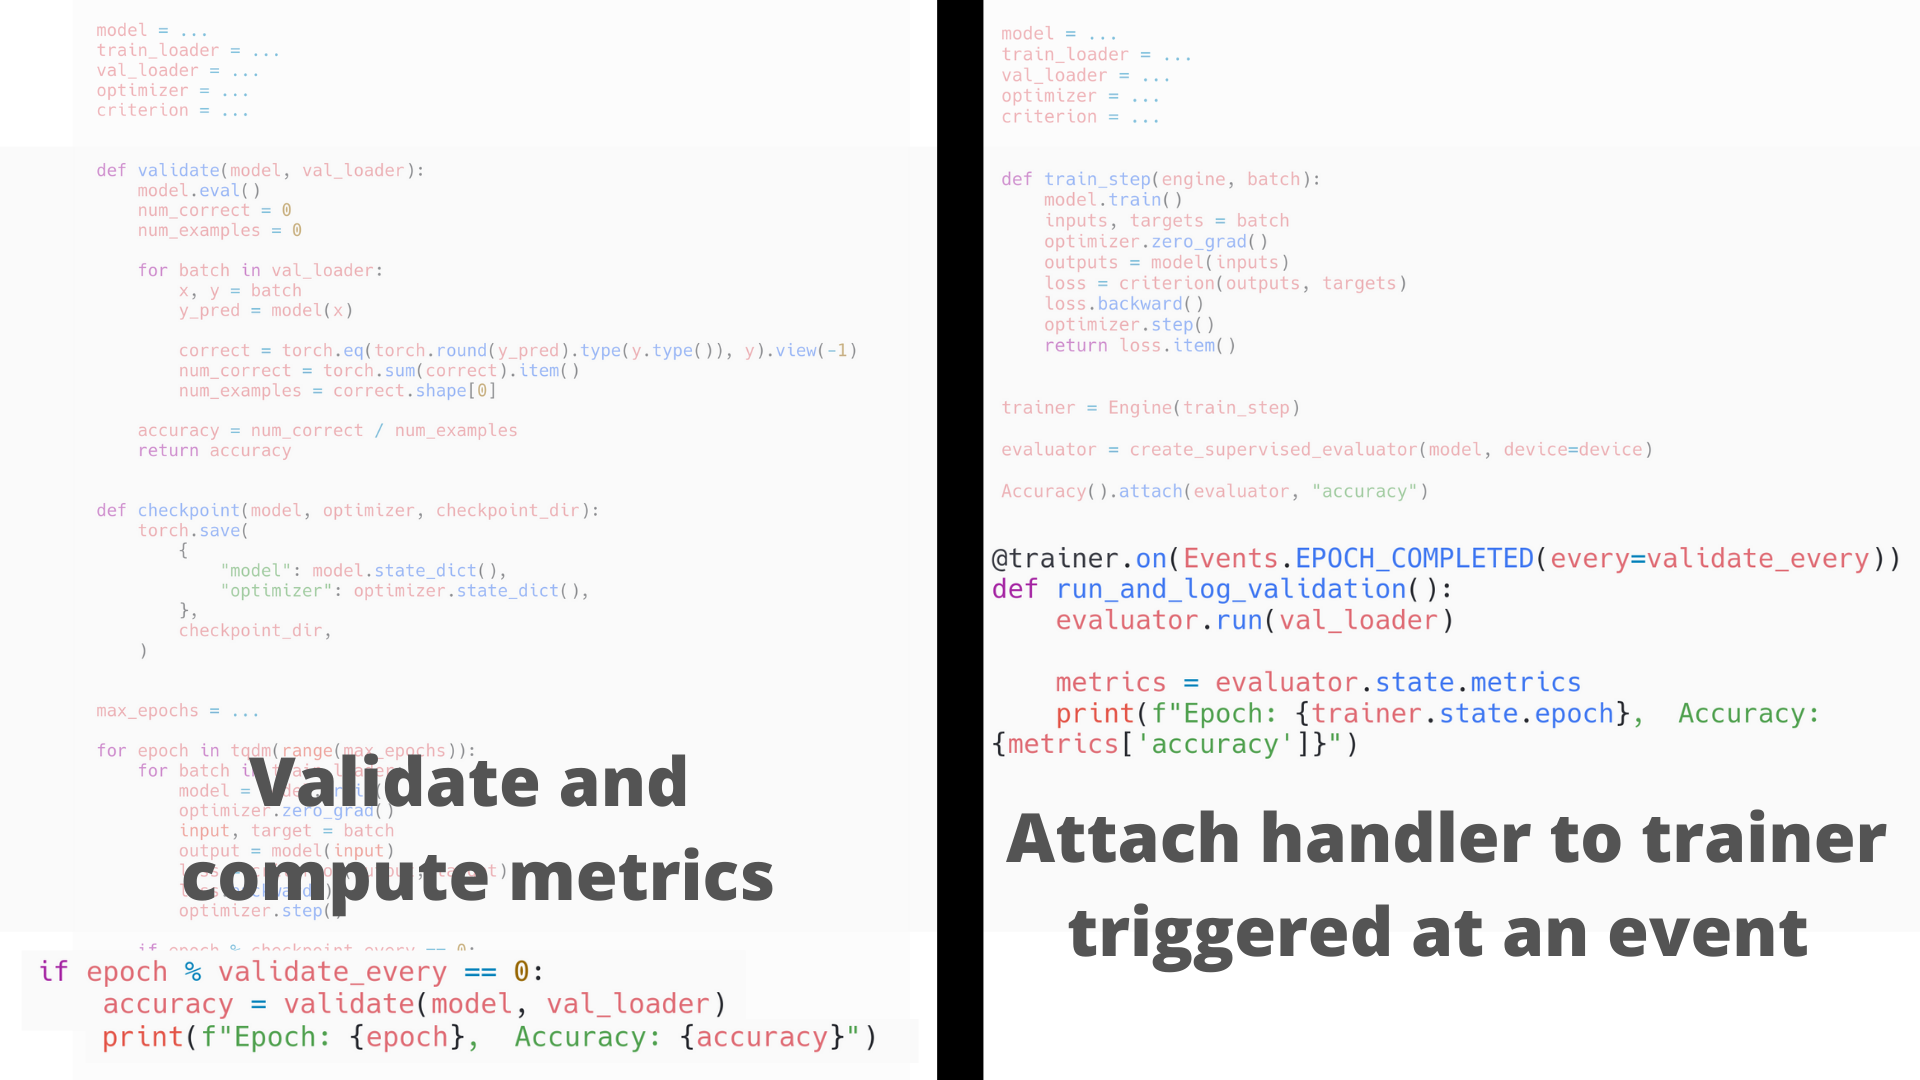 model = ...
train_loader = ...
val_loader = ...
optimizer = ...
criterion = ...
def validate(model, val_loader):
    model.eval()
    num_correct = 0
    num_examples = 0
    for batch in val_loader:
        x, y = batch
        y_pred = model(x)
        correct = torch.eq(torch.round(y_pred).type(y.type()), y).view(-1)
        num_correct = torch.sum(correct).item()
        num_examples = correct.shape[0]
    accuracy = num_correct / num_examples
    return accuracy
def checkpoint(model, optimizer, checkpoint_dir):
    torch.save(
        {
            "model": model.state_dict(),
            "optimizer": optimizer.state_dict(),
        },
        checkpoint_dir,
    )
max_epochs = ...
for epoch in tqdm(range(max_epochs)):
    for batch in
        model =
        optimizer.zero_grad()
        input, target = batch
        output = model(input)
        optimizer.step()
    if epoch % checkpoint_every == 0:
Validate and
compute metrics
if epoch % validate_every == 0:
    accuracy = validate(model, val_loader)
    print(f"Epoch: {epoch},  Accuracy: {accuracy}")
model = ...
train_loader = ...
val_loader = ...
optimizer = ...
criterion = ...
def train_step(engine, batch):
    model.train()
    inputs, targets = batch
    optimizer.zero_grad()
    outputs = model(inputs)
    loss = criterion(outputs, targets)
    loss.backward()
    optimizer.step()
    return loss.item()
trainer = Engine(train_step)
evaluator = create_supervised_evaluator(model, device=device)
Accuracy().attach(evaluator, "accuracy")
@trainer.on(Events.EPOCH_COMPLETED(every=validate_every))
def run_and_log_validation():
    evaluator.run(val_loader)
    metrics = evaluator.state.metrics
    print(f"Epoch: {trainer.state.epoch},  Accuracy:
{metrics['accuracy']}")
Attach handler to trainer
triggered at an event